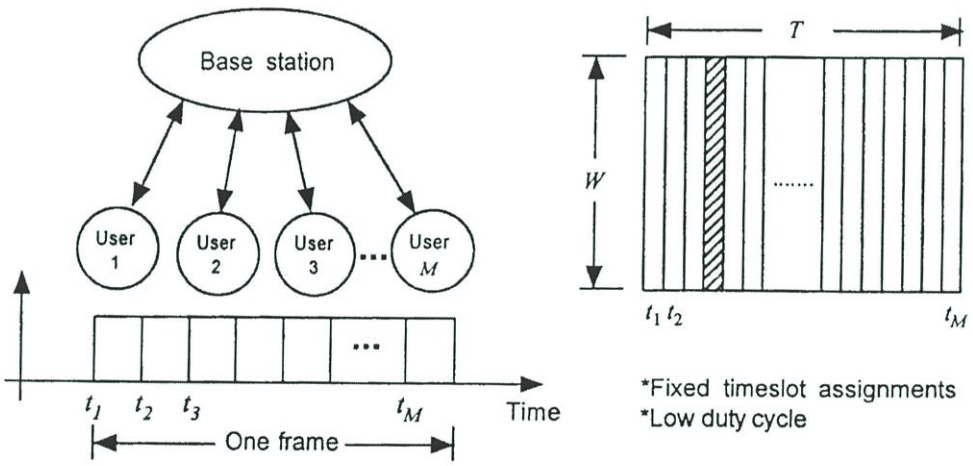 Base station
User
1
User
2
User
3
...
User
M
...
t1 t2 t3 tM Time
One frame
T
W
.......
t1 t2 tM
*Fixed timeslot assignments
*Low duty cycle